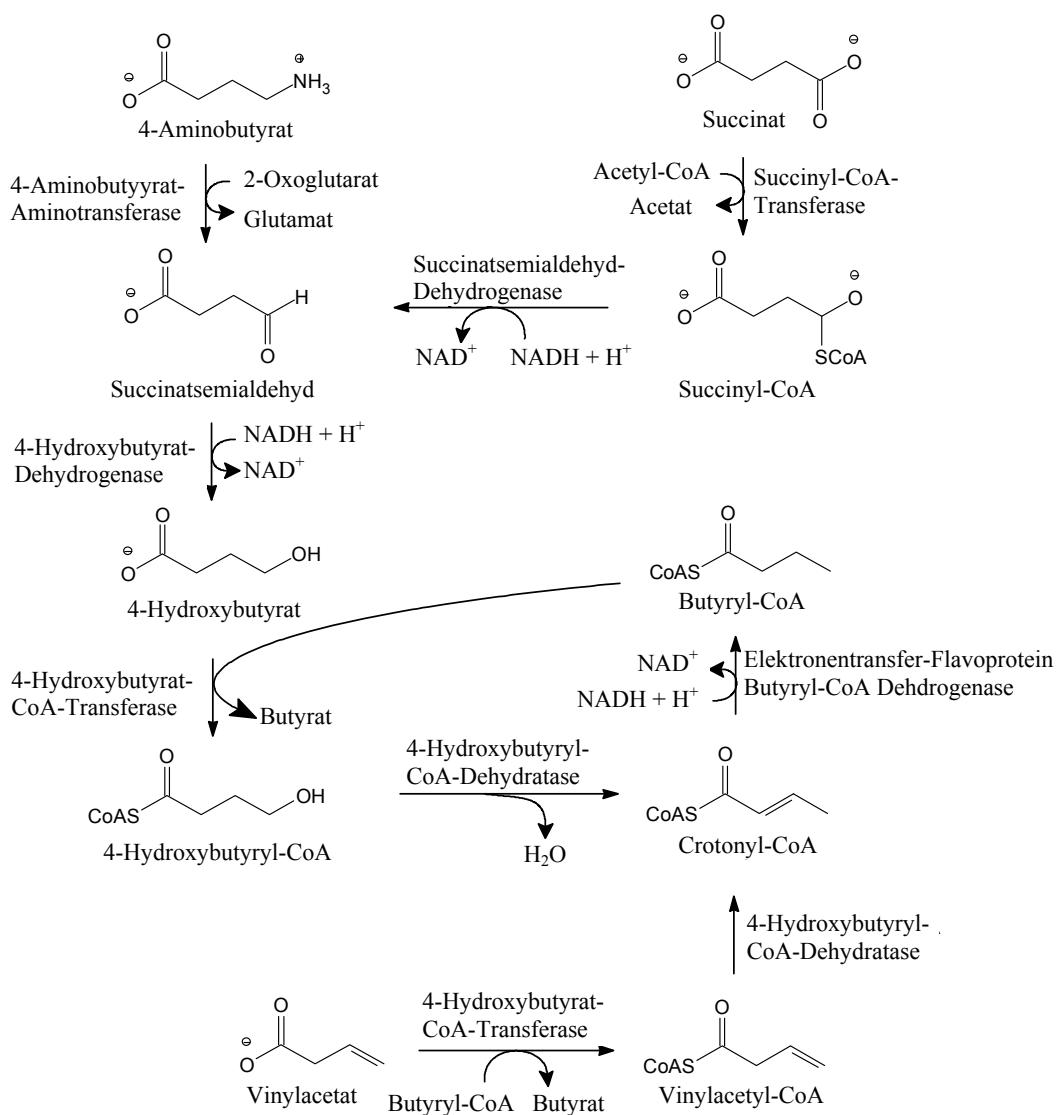 O
⊖
O
⊕
NH3
4-Aminobutyrat
⊖
O
O
⊖
O
O
Succinat
4-Aminobutyyrat-
Aminotransferase
2-Oxoglutarat
Glutamat
Acetyl-CoA
Acetat
Succinyl-CoA-
Transferase
O
⊖
O
H
O
Succinatsemialdehyd
Succinatsemialdehyd-
Dehydrogenase
NAD+
NADH + H+
O
⊖
O
⊖
O
SCoA
Succinyl-CoA
4-Hydroxybutyrat-
Dehydrogenase
NADH + H+
NAD+
O
⊖
O
OH
4-Hydroxybutyrat
O
CoAS
Butyryl-CoA
4-Hydroxybutyrat-
CoA-Transferase
Butyrat
NAD+
NADH + H+
Elektronentransfer-Flavoprotein
Butyryl-CoA Dehdrogenase
O
CoAS
OH
4-Hydroxybutyryl-CoA
4-Hydroxybutyryl-
CoA-Dehydratase
H2O
O
CoAS
Crotonyl-CoA
4-Hydroxybutyryl-
CoA-Dehydratase
O
⊖
O
Vinylacetat
4-Hydroxybutyrat-
CoA-Transferase
Butyryl-CoA
Butyrat
O
CoAS
Vinylacetyl-CoA